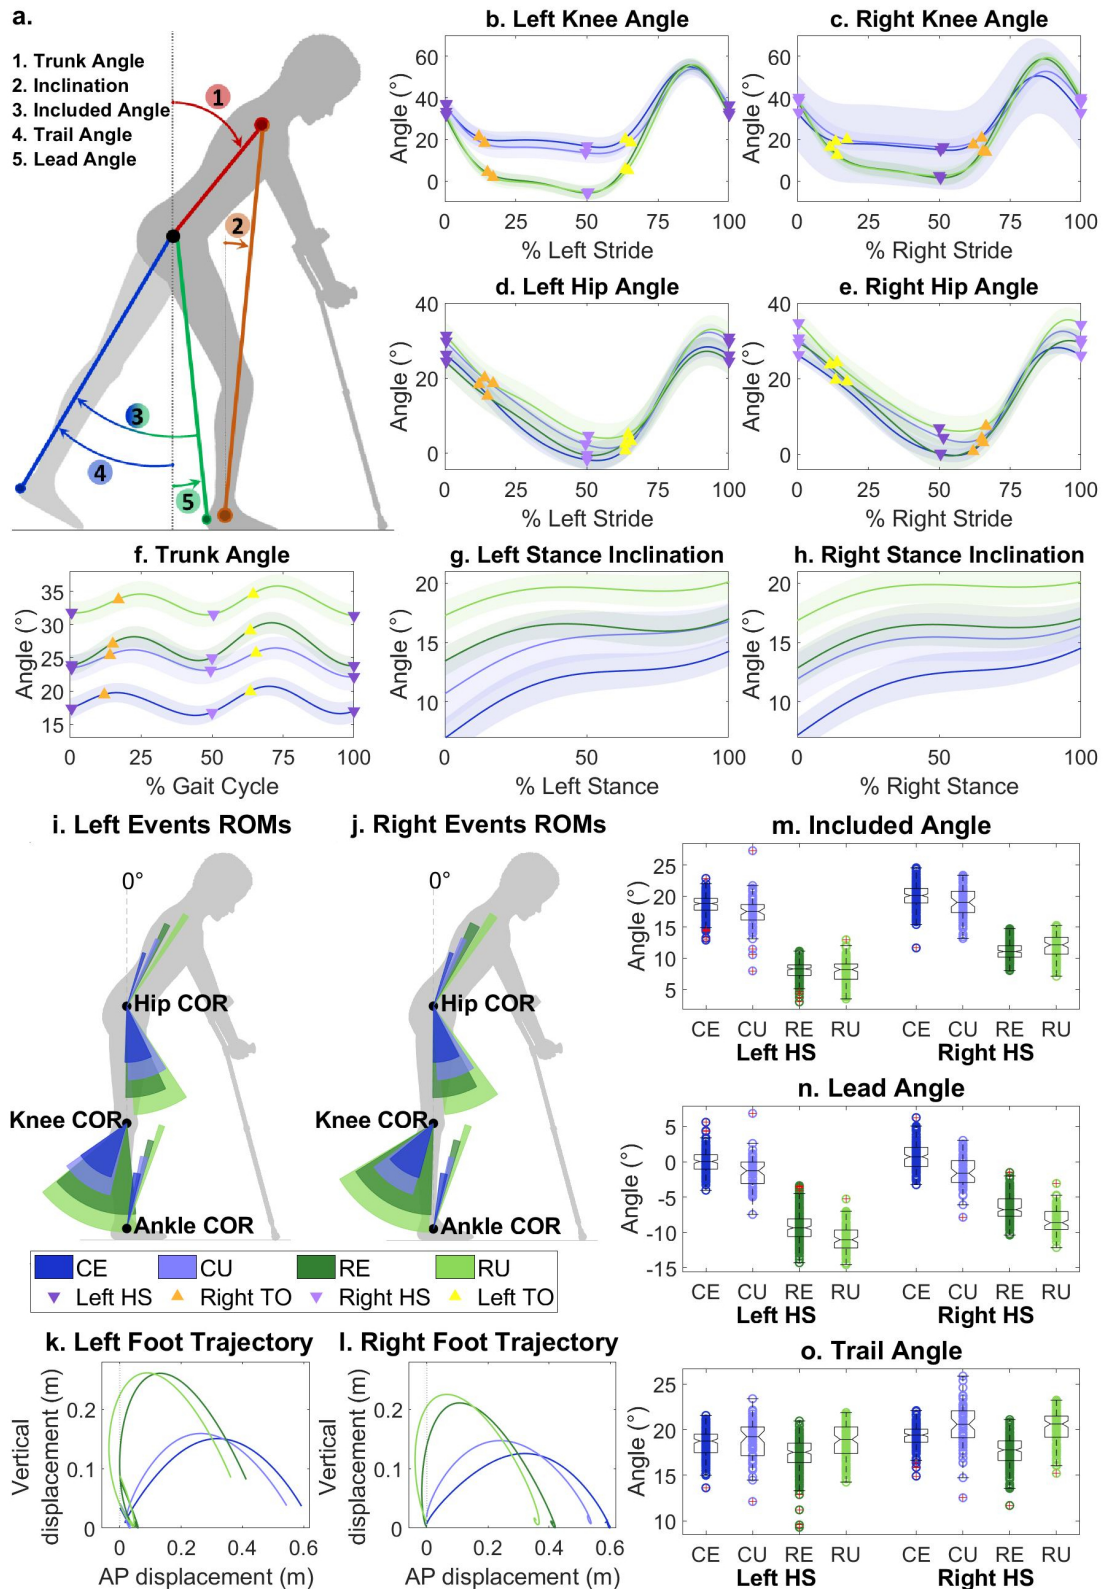 a.
1. Trunk Angle
2. Inclination
3. Included Angle
4. Trail Angle
5. Lead Angle
1
2
3
4
5
b. Left Knee Angle
Angle (°)
60
40
20
0
0 25 50 75 100
% Left Stride
c. Right Knee Angle
Angle (°)
60
40
20
0
0 25 50 75 100
% Right Stride
d. Left Hip Angle
Angle (°)
40
20
0
0 25 50 75 100
% Left Stride
e. Right Hip Angle
Angle (°)
40
20
0
0 25 50 75 100
% Right Stride
f. Trunk Angle
Angle (°)
35
30
25
20
15
0 25 50 75 100
% Gait Cycle
g. Left Stance Inclination
Angle (°)
20
15
10
0 50 100
% Left Stance
h. Right Stance Inclination
Angle (°)
20
15
10
0 50 100
% Right Stance
i. Left Events ROMs
0°
Hip COR
Knee COR
Ankle COR
j. Right Events ROMs
0°
Hip COR
Knee COR
Ankle COR
CE CU RE RU
Left HS Right TO Right HS Left TO
k. Left Foot Trajectory
Vertical
displacement (m)
0.2
0.1
0
0 0.2 0.4 0.6
AP displacement (m)
l. Right Foot Trajectory
Vertical
displacement (m)
0.2
0.1
0
0 0.2 0.4 0.6
AP displacement (m)
m. Included Angle
Angle (°)
25
20
15
10
5
CE CU RE RU CE CU RE RU
Left HS Right HS
n. Lead Angle
Angle (°)
5
0
-5
-10
-15
CE CU RE RU CE CU RE RU
Left HS Right HS
o. Trail Angle
Angle (°)
25
20
15
10
CE CU RE RU CE CU RE RU
Left HS Right HS